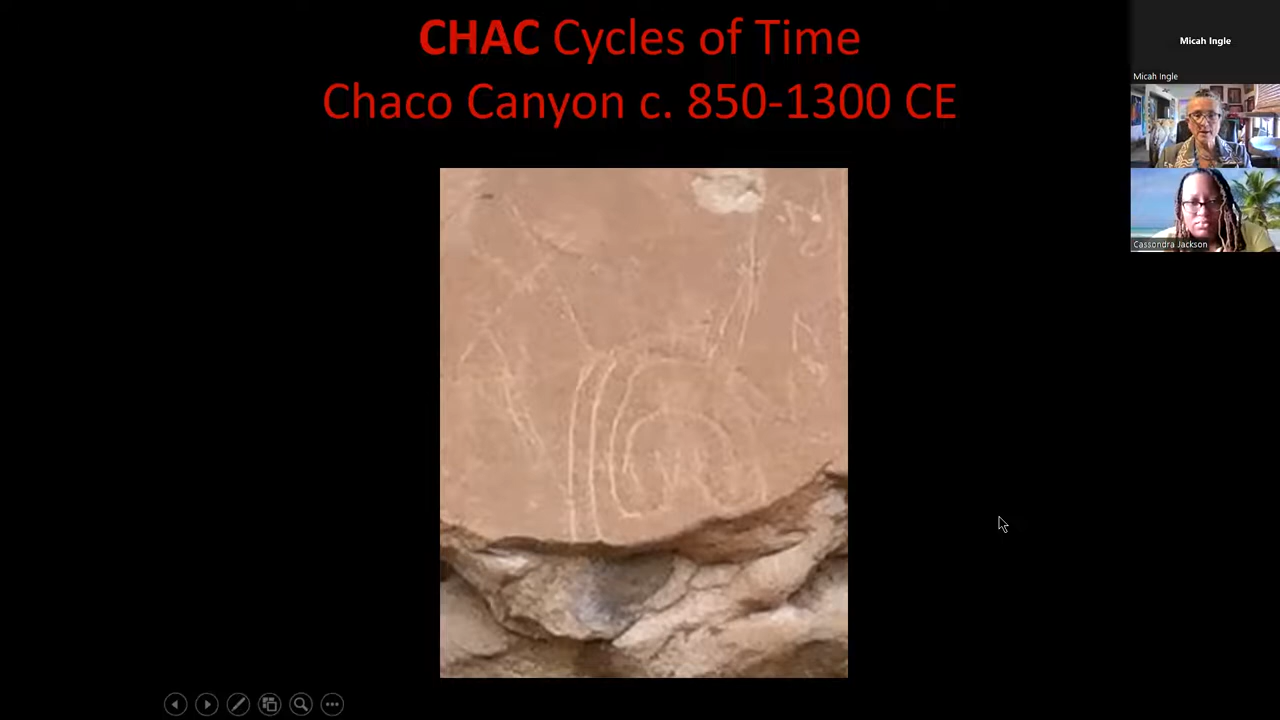 CHAC Cycles of Time
Chaco Canyon c. 850-1300 CE
Micah Ingle
Micah Ingle
Cassondra Jackson